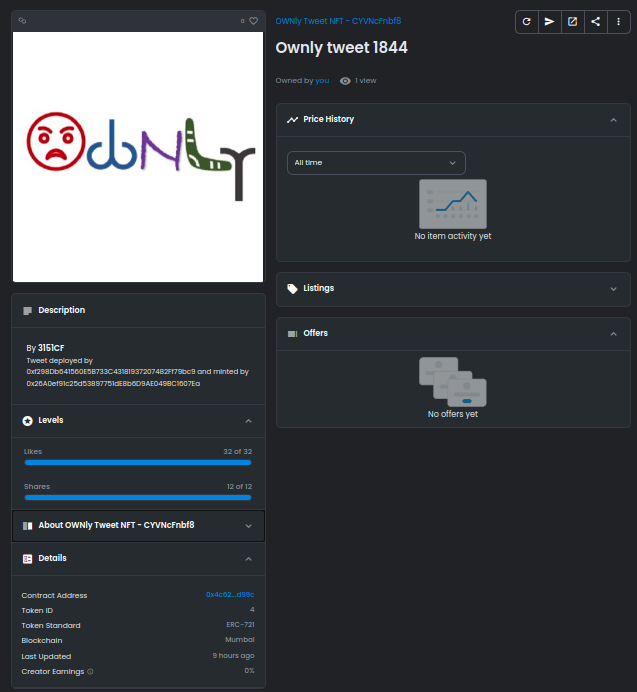 0
OWNly
Description
By 3151CF
Tweet deployed by
and minted by
Levels
Likes 32 of 32
Shares 12 of 12
About OWNly Tweet NFT - CYVNcFnbf8
Details
Contract Address 0x4c62...d99c
Token ID 4
Token Standard ERC-721
Blockchain Mumbai
Last Updated 9 hours ago
Creator Earnings 0%
OWNly Tweet NFT - CYVNcFnbf8
Ownly tweet 1844
Owned by you 1 view
Price History
All time
No item activity yet
Listings
Offers
No offers yet